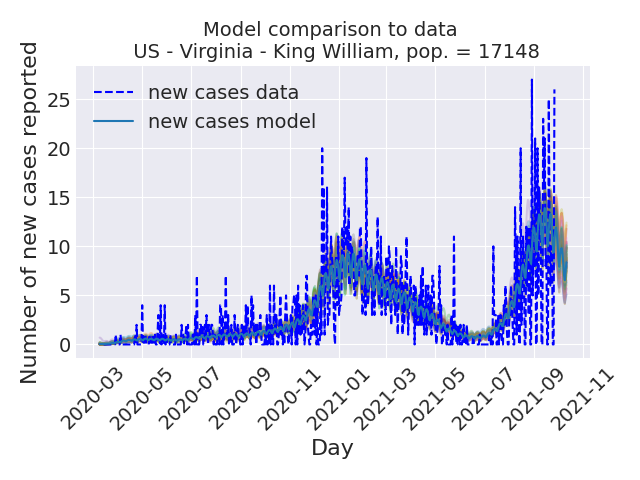 Model comparison to data
US - Virginia - King William, pop. = 17148
Number of new cases reported
25
20
15
10
5
0
new cases data
new cases model
2020-03
2020-05
2020-07
2020-09
2020-11
2021-01
2021-03
2021-05
2021-07
2021-09
2021-11
Day